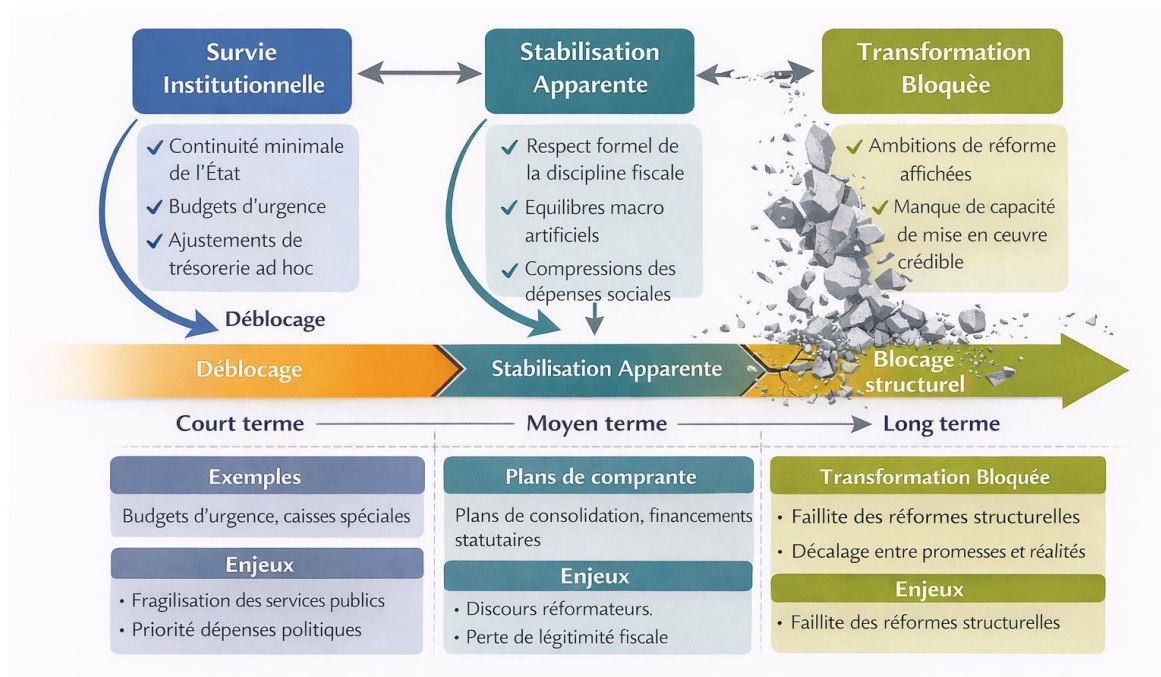 Survie
Institutionnelle
Stabilisation
Apparente
Transformation
Bloquèe
✓ Continuité minimale
de l'État
✓ Budgets d'urgence
✓ Ajustements de
trésorerie ad hoc
✓ Respect formel de
la discipline fiscale
✓ Equilibres macro
artificiels
✓ Compressions des
dépenses sociales
✓ Ambitions de réforme
affichées
✓ Manque de capacité
de mise en œuvre
crédible
Déblocage
Déblocage
Stabilisation Apparente
Blocage
structurel
Court terme
Moyen terme
Long terme
Exemples
Budgets d'urgence, caisses spéciales
Enjeux
• Fragilisation des services publics
• Priorité dépenses politiques
Plans de comprante
Plans de consolidation, financements
statutaires
Enjeux
• Discours réformateurs.
• Perte de légitimité fiscale
Transformation Bloquée
• Faillite des réformes structurelles
• Décalage entre promesses et réalités
Enjeux
• Faillite des réformes structurelles